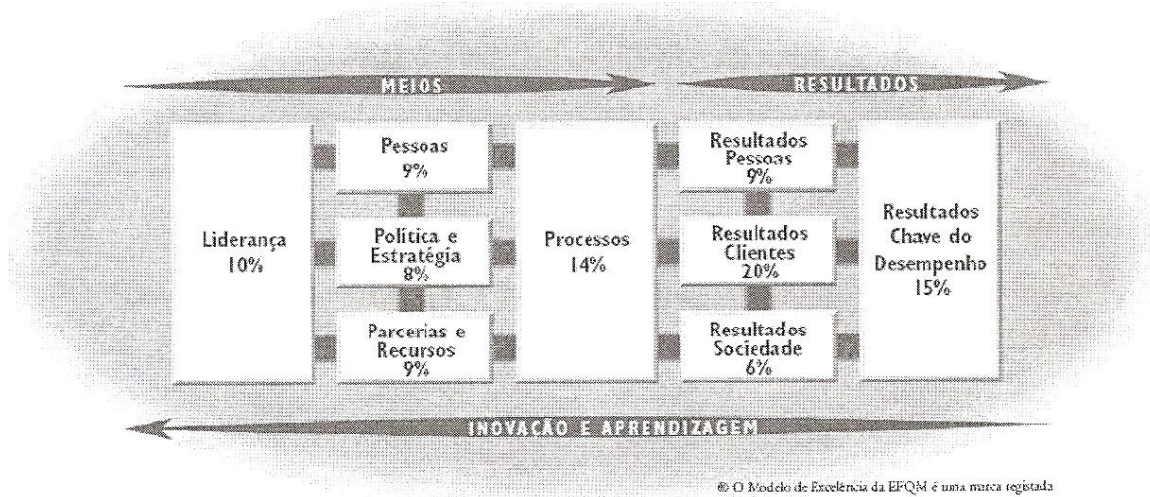 MEIOS
RESULTADOS
Liderança
10%
Pessoas
9%
Política e
Estratégia
8%
Parcerias e
Recursos
9%
Processos
14%
Resultados
Pessoas
9%
Resultados
Clientes
20%
Resultados
Sociedade
6%
Resultados
Chave do
Desempenho
15%
INOVAÇÃO E APRENDIZAGEM
® O Modelo de Excelência da EFQM é uma marca registada